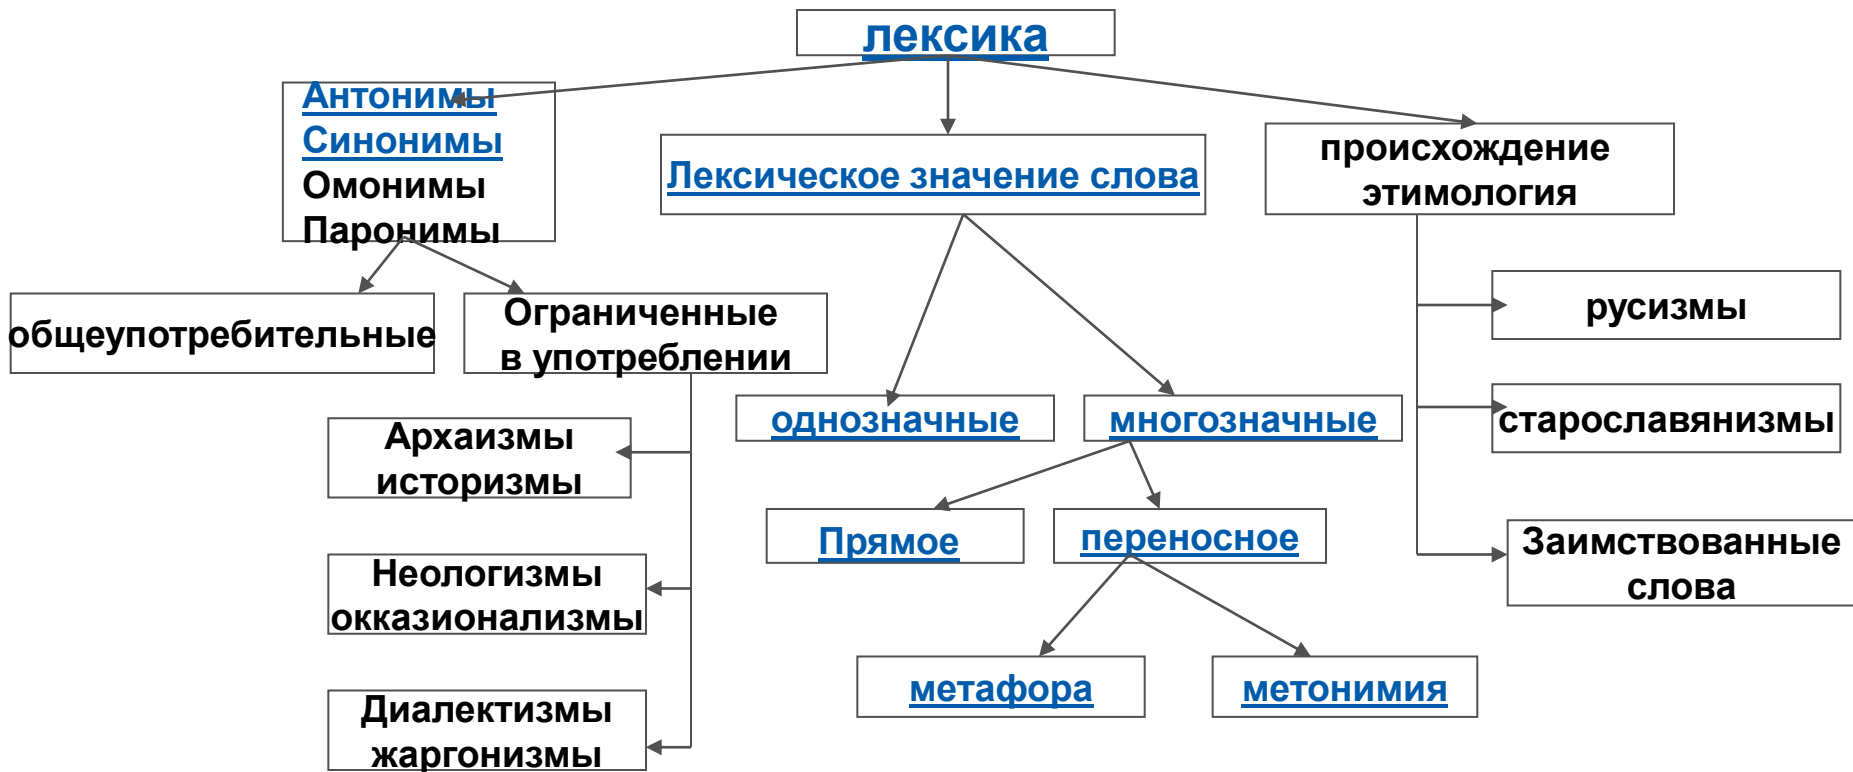 лексика
Антонимы
Синонимы
Омонимы
Паронимы
Лексическое значение слова
происхождение
этимология
общеупотребительные
Ограниченные
в употреблении
русизмы
однозначные
многозначные
старославянизмы
Архаизмы
историзмы
Прямое
переносное
Заимствованные
слова
Неологизмы
окказионализмы
метафора
метонимия
Диалектизмы
жаргонизмы